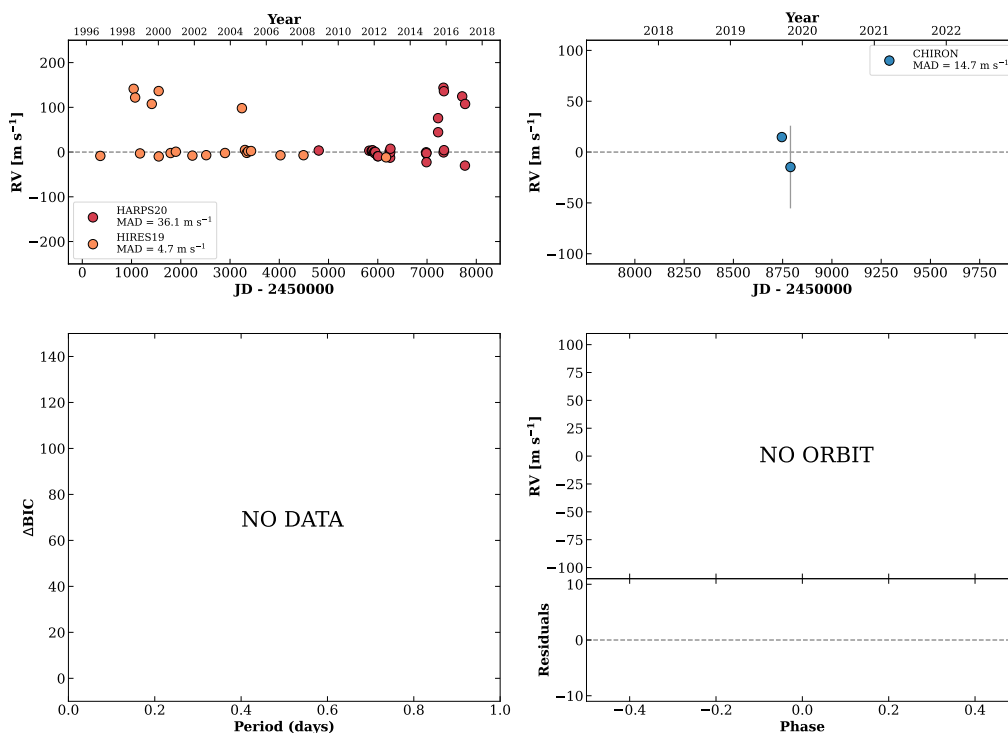 Year
1996 1998 2000 2002 2004 2006 2008 2010 2012 2014 2016 2018
RV [m s⁻¹]
200
100
0
−100
−200
HARPS20
MAD = 36.1 m s⁻¹
HIRES19
MAD = 4.7 m s⁻¹
0 1000 2000 3000 4000 5000 6000 7000 8000
JD - 2450000
Year
2018 2019 2020 2021 2022
RV [m s⁻¹]
100
50
0
−50
−100
CHIRON
MAD = 14.7 m s⁻¹
8000 8250 8500 8750 9000 9250 9500 9750
JD - 2450000
ΔBIC
140
120
100
80
60
40
20
0
NO DATA
0.0 0.2 0.4 0.6 0.8 1.0
Period (days)
RV [m s⁻¹]
100
75
50
25
0
−25
−50
−75
−100
NO ORBIT
Residuals
10
0
−10
−0.4 −0.2 0.0 0.2 0.4
Phase